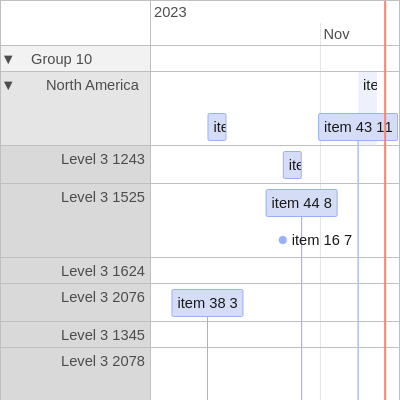 2023
Nov
▼ Group 10
▼ North America
ite
ite
item 43 11
Level 3 1243
ite
Level 3 1525
item 44 8
item 16 7
Level 3 1624
Level 3 2076
item 38 3
Level 3 1345
Level 3 2078